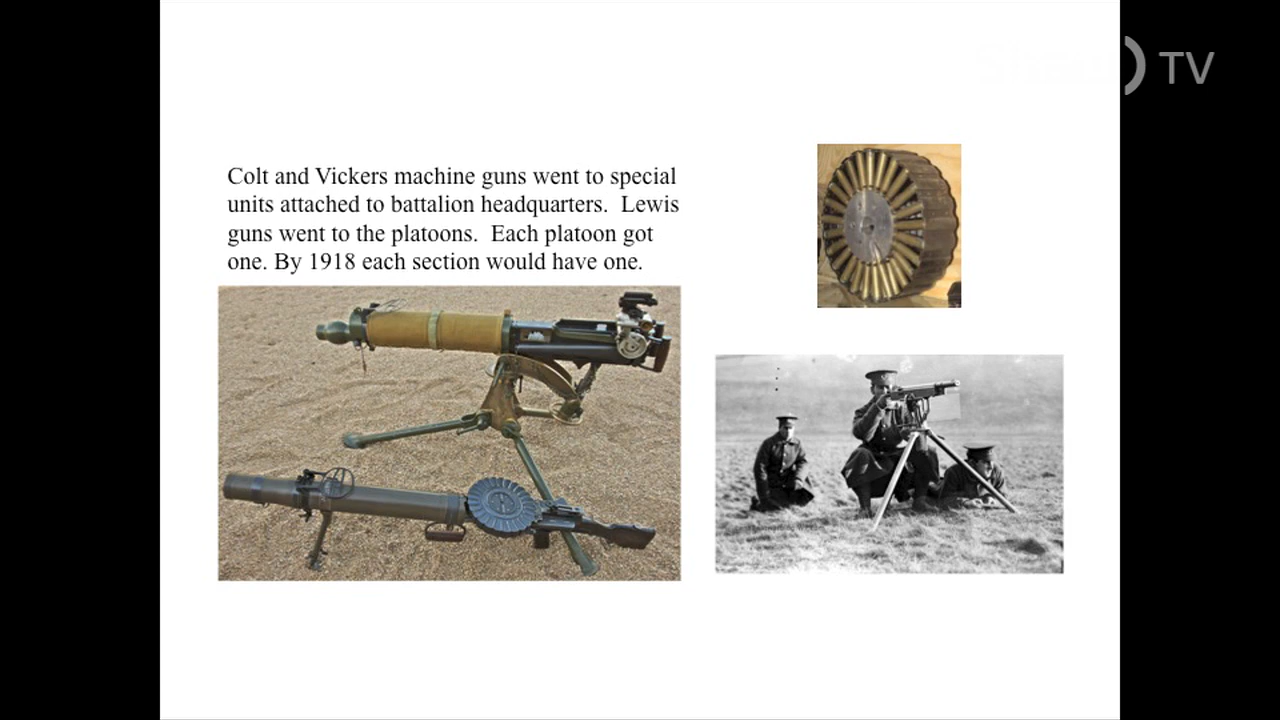 TV
Colt and Vickers machine guns went to special
units attached to battalion headquarters.  Lewis
guns went to the platoons.  Each platoon got
one. By 1918 each section would have one.